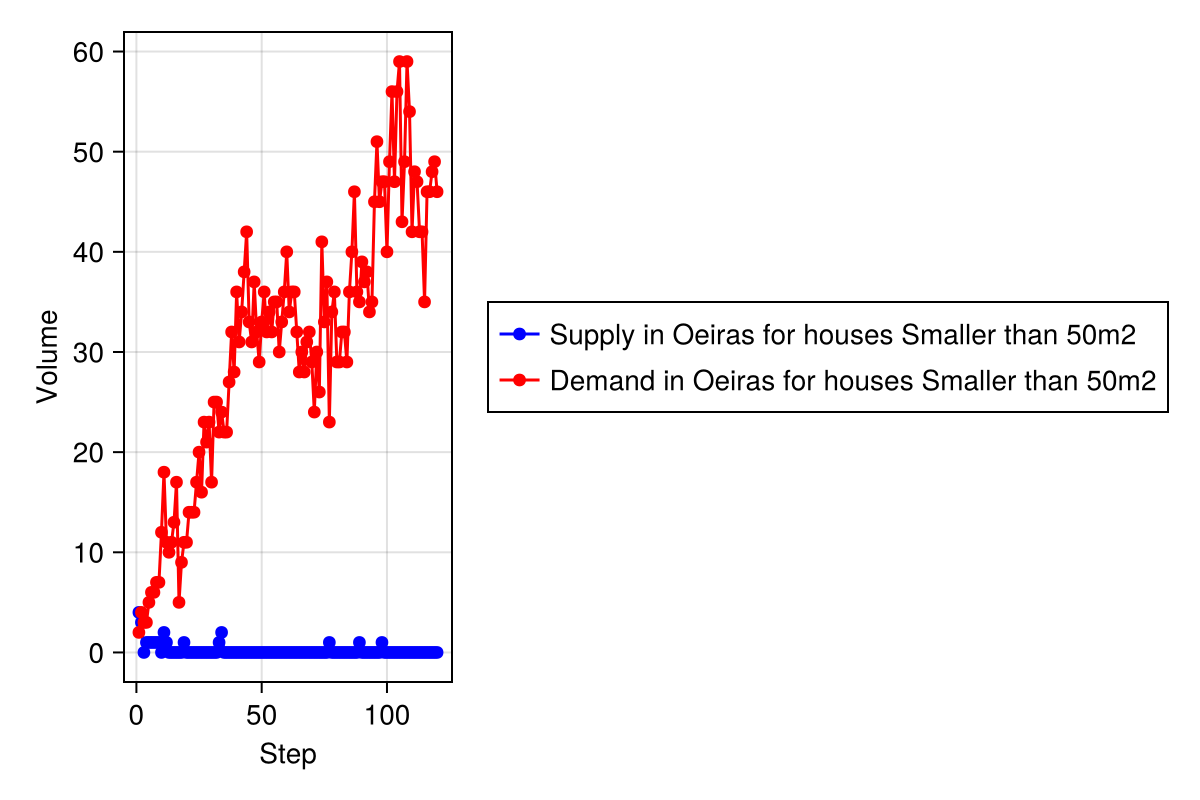 60
50
40
30
20
10
0
Volume
0 50 100
Step
Supply in Oeiras for houses Smaller than 50m2
Demand in Oeiras for houses Smaller than 50m2